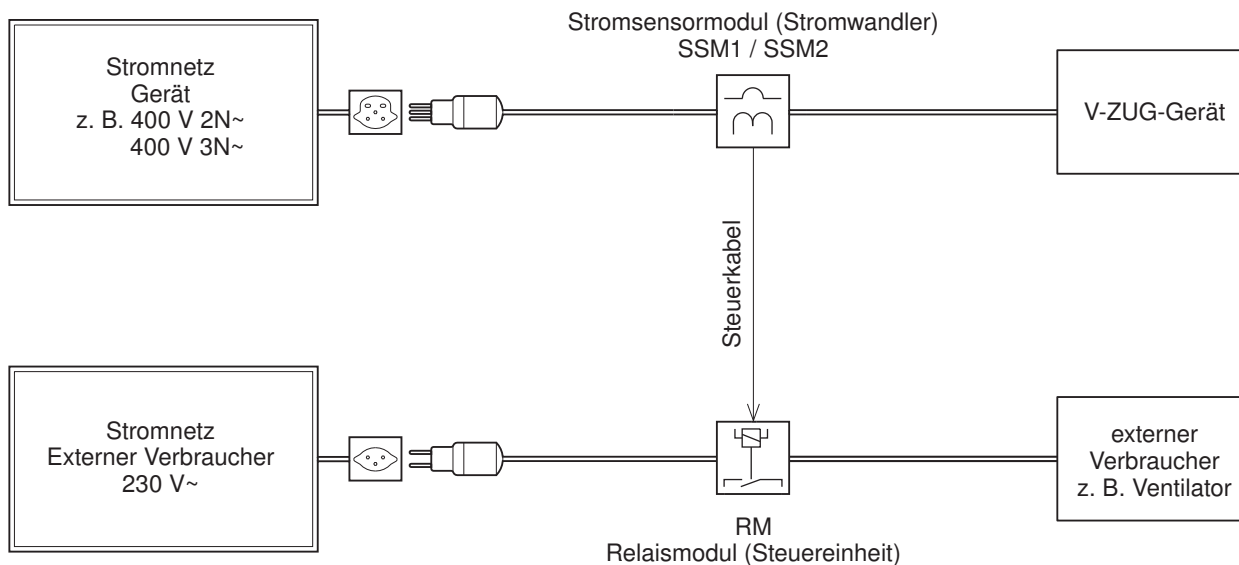 Stromnetz
Gerät
z. B. 400 V 2N~
400 V 3N~
Stromsensormodul (Stromwandler)
SSM1 / SSM2
V-ZUG-Gerät
Steuerkabel
Stromnetz
Externer Verbraucher
230 V~
RM
Relaismodul (Steuereinheit)
externer
Verbraucher
z. B. Ventilator